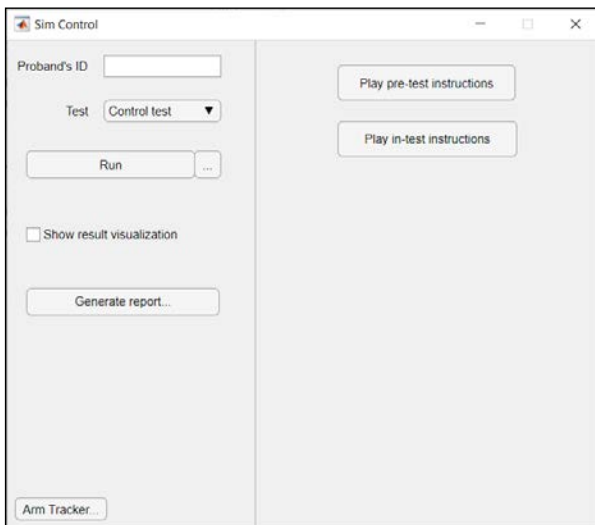 Sim Control
Proband's ID
Test Control test
Run ...
Show result visualization
Generate report...
Arm Tracker...
Play pre-test instructions
Play in-test instructions